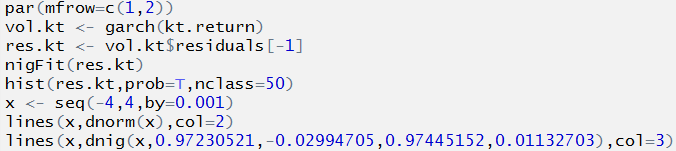 par(mfrow=c(1,2))
vol.kt <- garch(kt.return)
res.kt <- vol.kt$residuals[-1]
nigFit(res.kt)
hist(res.kt,prob=T,nclass=50)
x <- seq(-4,4,by=0.001)
lines(x,dnorm(x),col=2)
lines(x,dnig(x,0.97230521,-0.02994705,0.97445152,0.01132703),col=3)